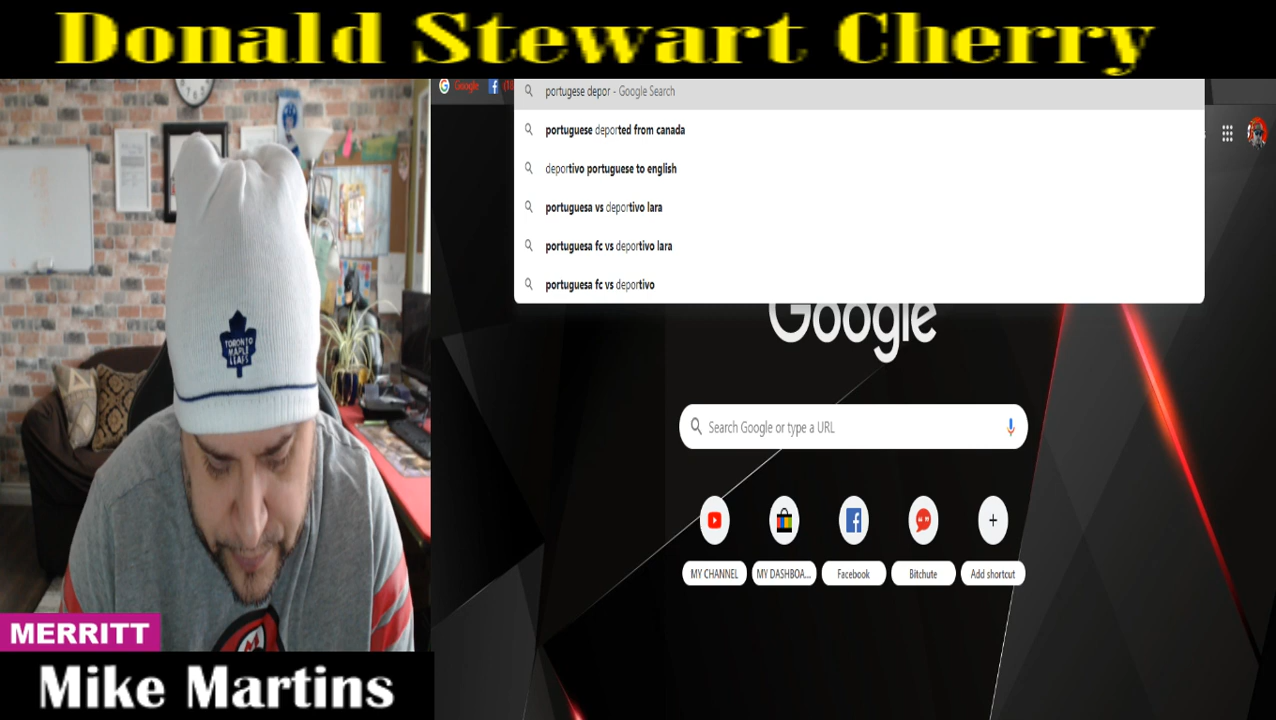 Donald Stewart Cherry
Google
portugese depor - Google Search
portuguese deported from canada
deportivo portuguese to english
portuguesa vs deportivo lara
portuguesa fc vs deportivo lara
portuguesa fc vs deportivo
Google
Search Google or type a URL
MY CHANNEL
MY DASHBOA...
Facebook
Bitchute
Add shortcut
TORONTO
MAPLE
LEAFS
MERRITT
Mike Martins